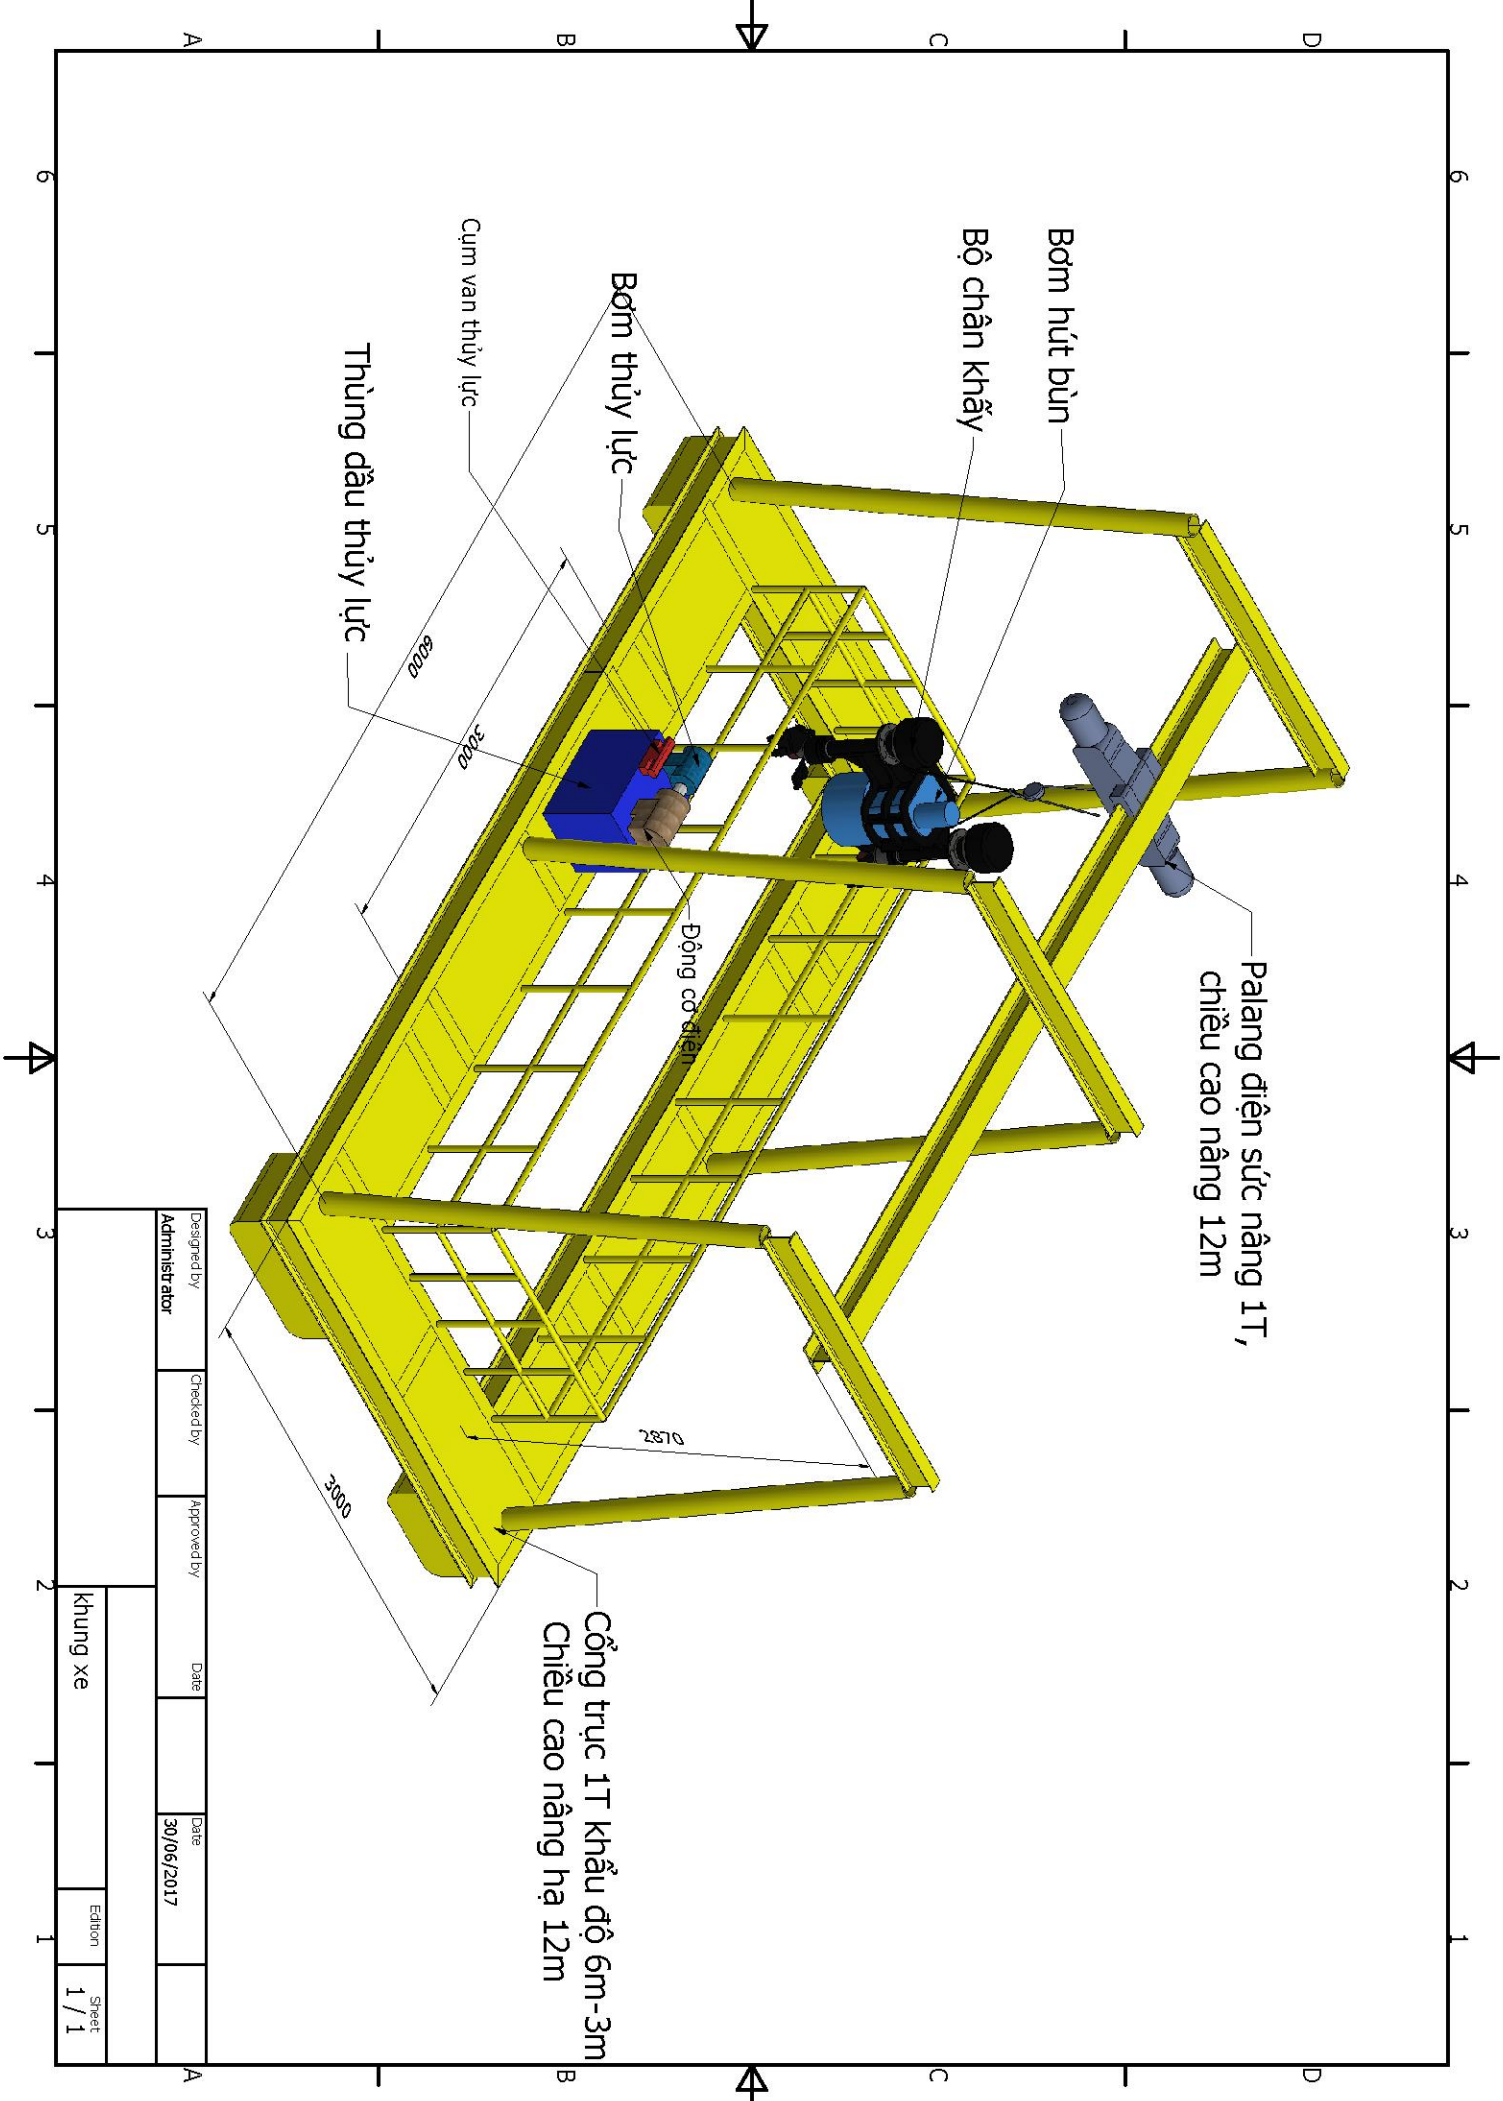 6
5
4
3
2
1
D
C
B
A
Palang điện sức nâng 1T,
chiều cao nâng 12m
Bơm hút bùn
Bộ chân khấy
Bơm thủy lực
Cụm van thủy lực
Thùng dầu thủy lực
Động cơ điện
6000
3000
2870
3000
Cổng trục 1T khẩu độ 6m-3m
Chiều cao nâng hạ 12m
D
C
B
A
6
5
4
3
2
1
Designed by
Administrator
Checked by
Approved by
Date
Date
30/06/2017
khung xe
Edition
Sheet
1 / 1